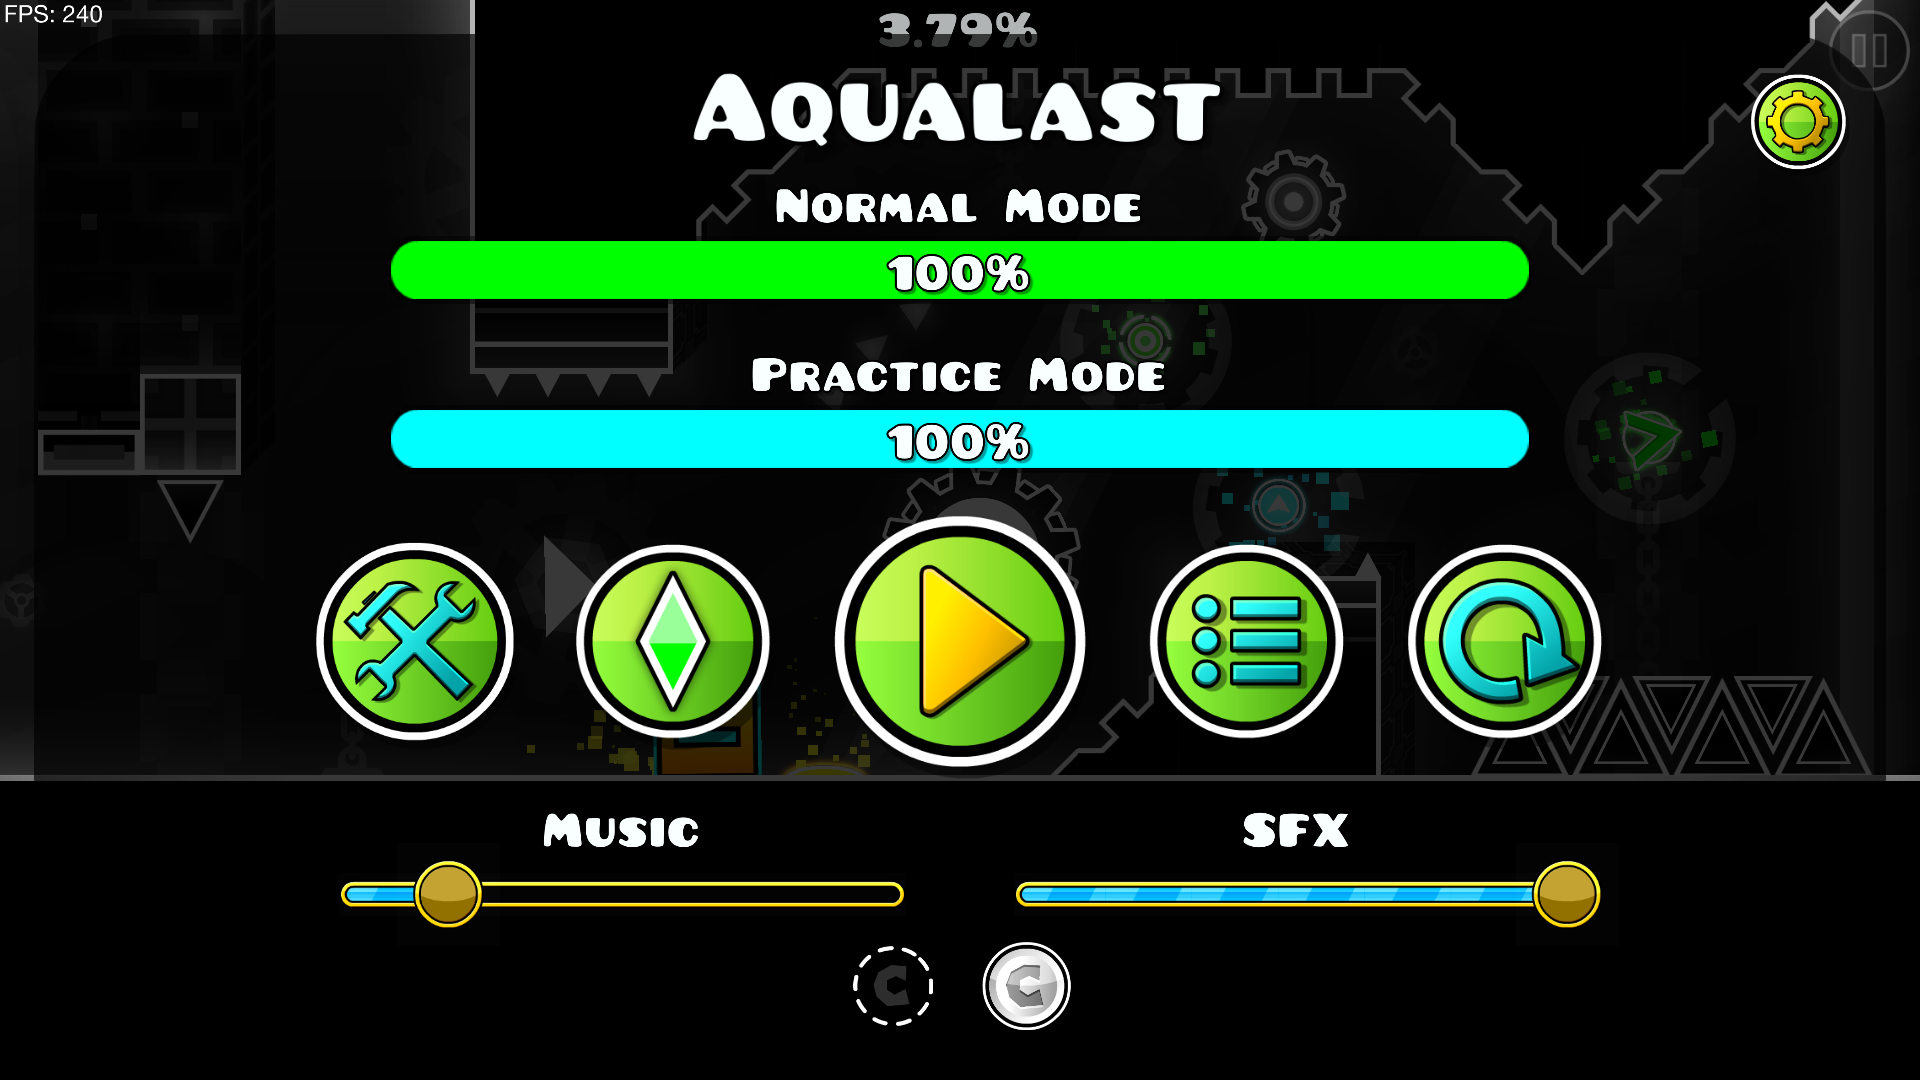 FPS: 240
3.79%
AQUALAST
NORMAL MODE
100%
PRACTICE MODE
100%
MUSIC
SFX